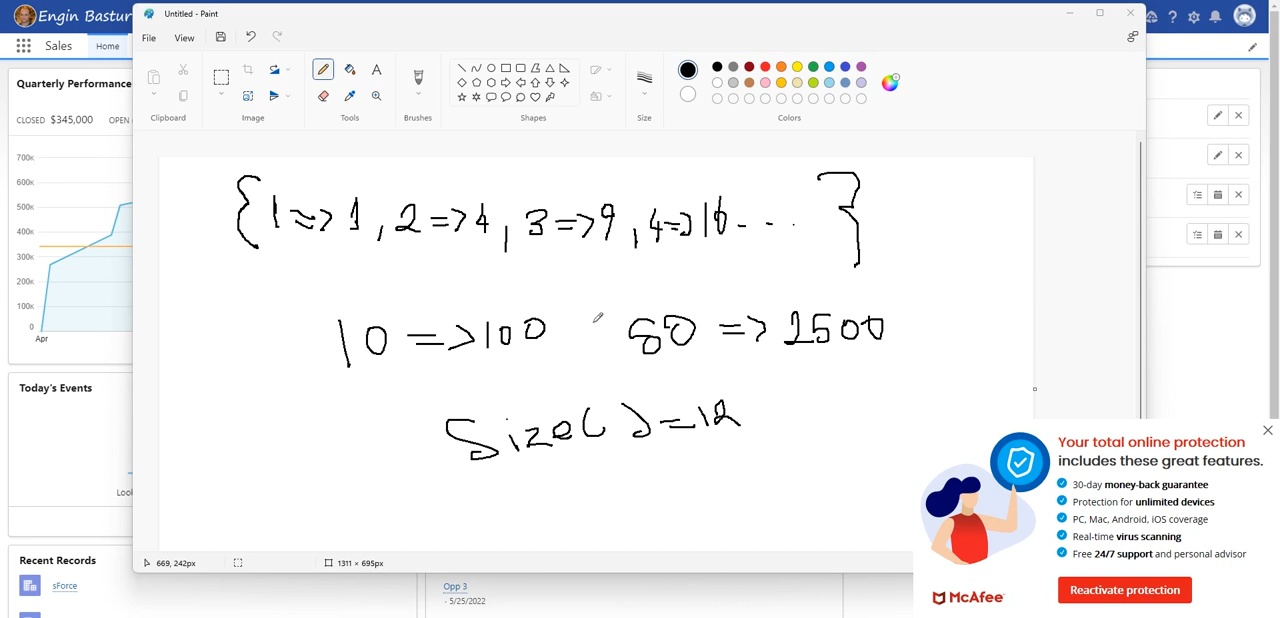 Engin Bastur
Untitled - Paint
File View
Sales Home
Clipboard Image Tools Brushes Shapes Size Colors
Quarterly Performance
CLOSED $345,000 OPEN
700K
600K
500K
400K
300K
200K
100K
0
Apr
{1=>1, 2=>4, 3=>9, 4=>16- - . . }
10 =>100 50 => 2500
Size( )=12
Today's Events
Loo
Your total online protection
includes these great features.
30-day money-back guarantee
Protection for unlimited devices
PC, Mac, Android, iOS coverage
Real-time virus scanning
Free 24/7 support and personal advisor
McAfee
Reactivate protection
669, 242px 1311 × 695px
Recent Records
sForce
Opp 3
- 5/25/2022